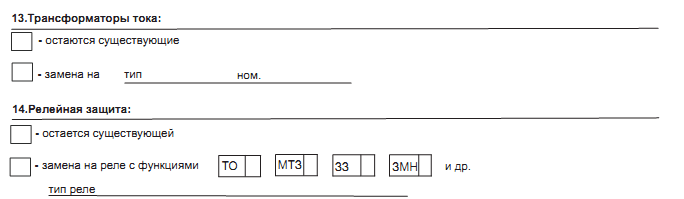 13.Трансформаторы тока:
- остаются существующие
- замена на тип ном.
14.Релейная защита:
- остается существующей
- замена на реле с функциями ТО МТЗ ЗЗ ЗМН и др.
тип реле